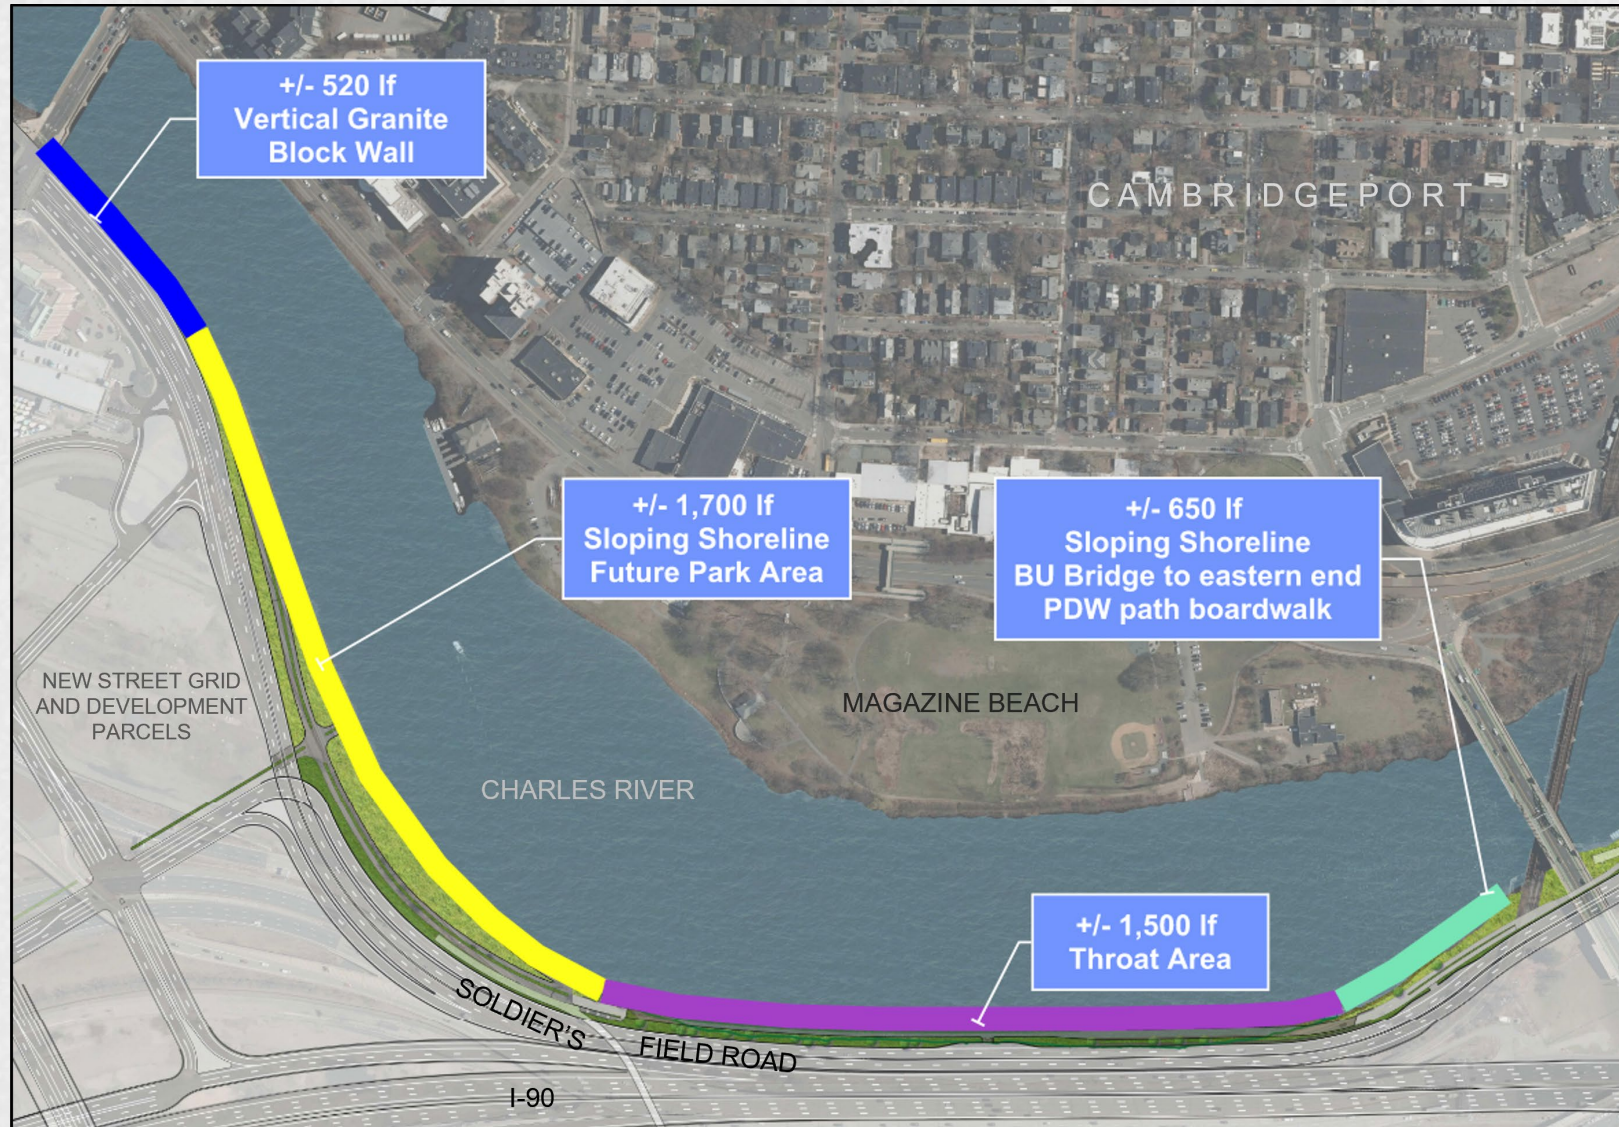 +/- 520 lf
Vertical Granite
Block Wall
CAMBRIDGEPORT
+/- 1,700 lf
Sloping Shoreline
Future Park Area
+/- 650 lf
Sloping Shoreline
BU Bridge to eastern end
PDW path boardwalk
NEW STREET GRID
AND DEVELOPMENT
PARCELS
MAGAZINE BEACH
CHARLES RIVER
+/- 1,500 lf
Throat Area
SOLDIER'S
FIELD ROAD
I-90